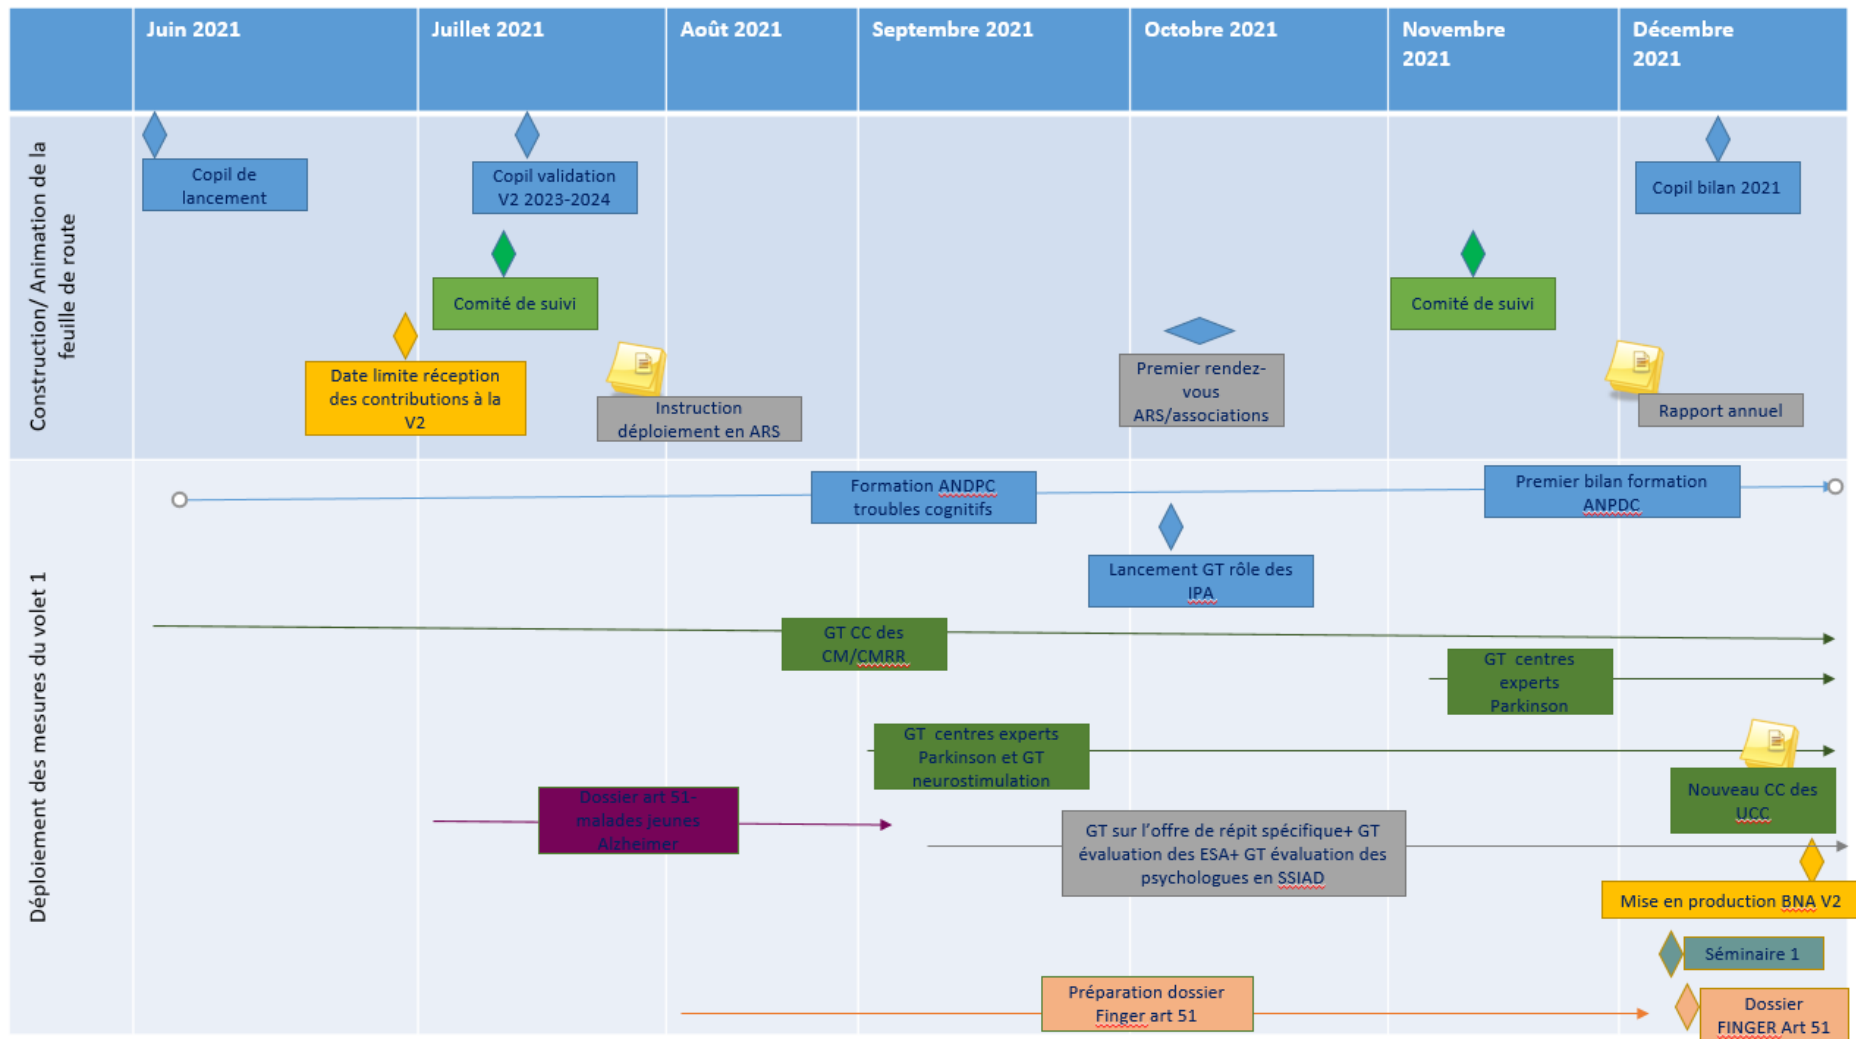 Juin 2021
Juillet 2021
Août 2021
Septembre 2021
Octobre 2021
Novembre
2021
Décembre
2021
Construction/ Animation de la
feuille de route
Copil de
lancement
Copil validation
V2 2023-2024
Copil bilan 2021
Comité de suivi
Comité de suivi
Date limite réception
des contributions à la
V2
Instruction
déploiement en ARS
Premier rendez-
vous
ARS/associations
Rapport annuel
Déploiement des mesures du volet 1
Formation ANDPC
troubles cognitifs
Premier bilan formation
ANPDC
Lancement GT rôle des
IPA
GT CC des
CM/CMRR
GT centres
experts
Parkinson
GT centres experts
Parkinson et GT
neurostimulation
Nouveau CC des
UCC
Dossier art 51-
malades jeunes
Alzheimer
GT sur l'offre de répit spécifique+ GT
évaluation des ESA+ GT évaluation des
psychologues en SSIAD
Mise en production BNA V2
Séminaire 1
Préparation dossier
Finger art 51
Dossier
FINGER Art 51